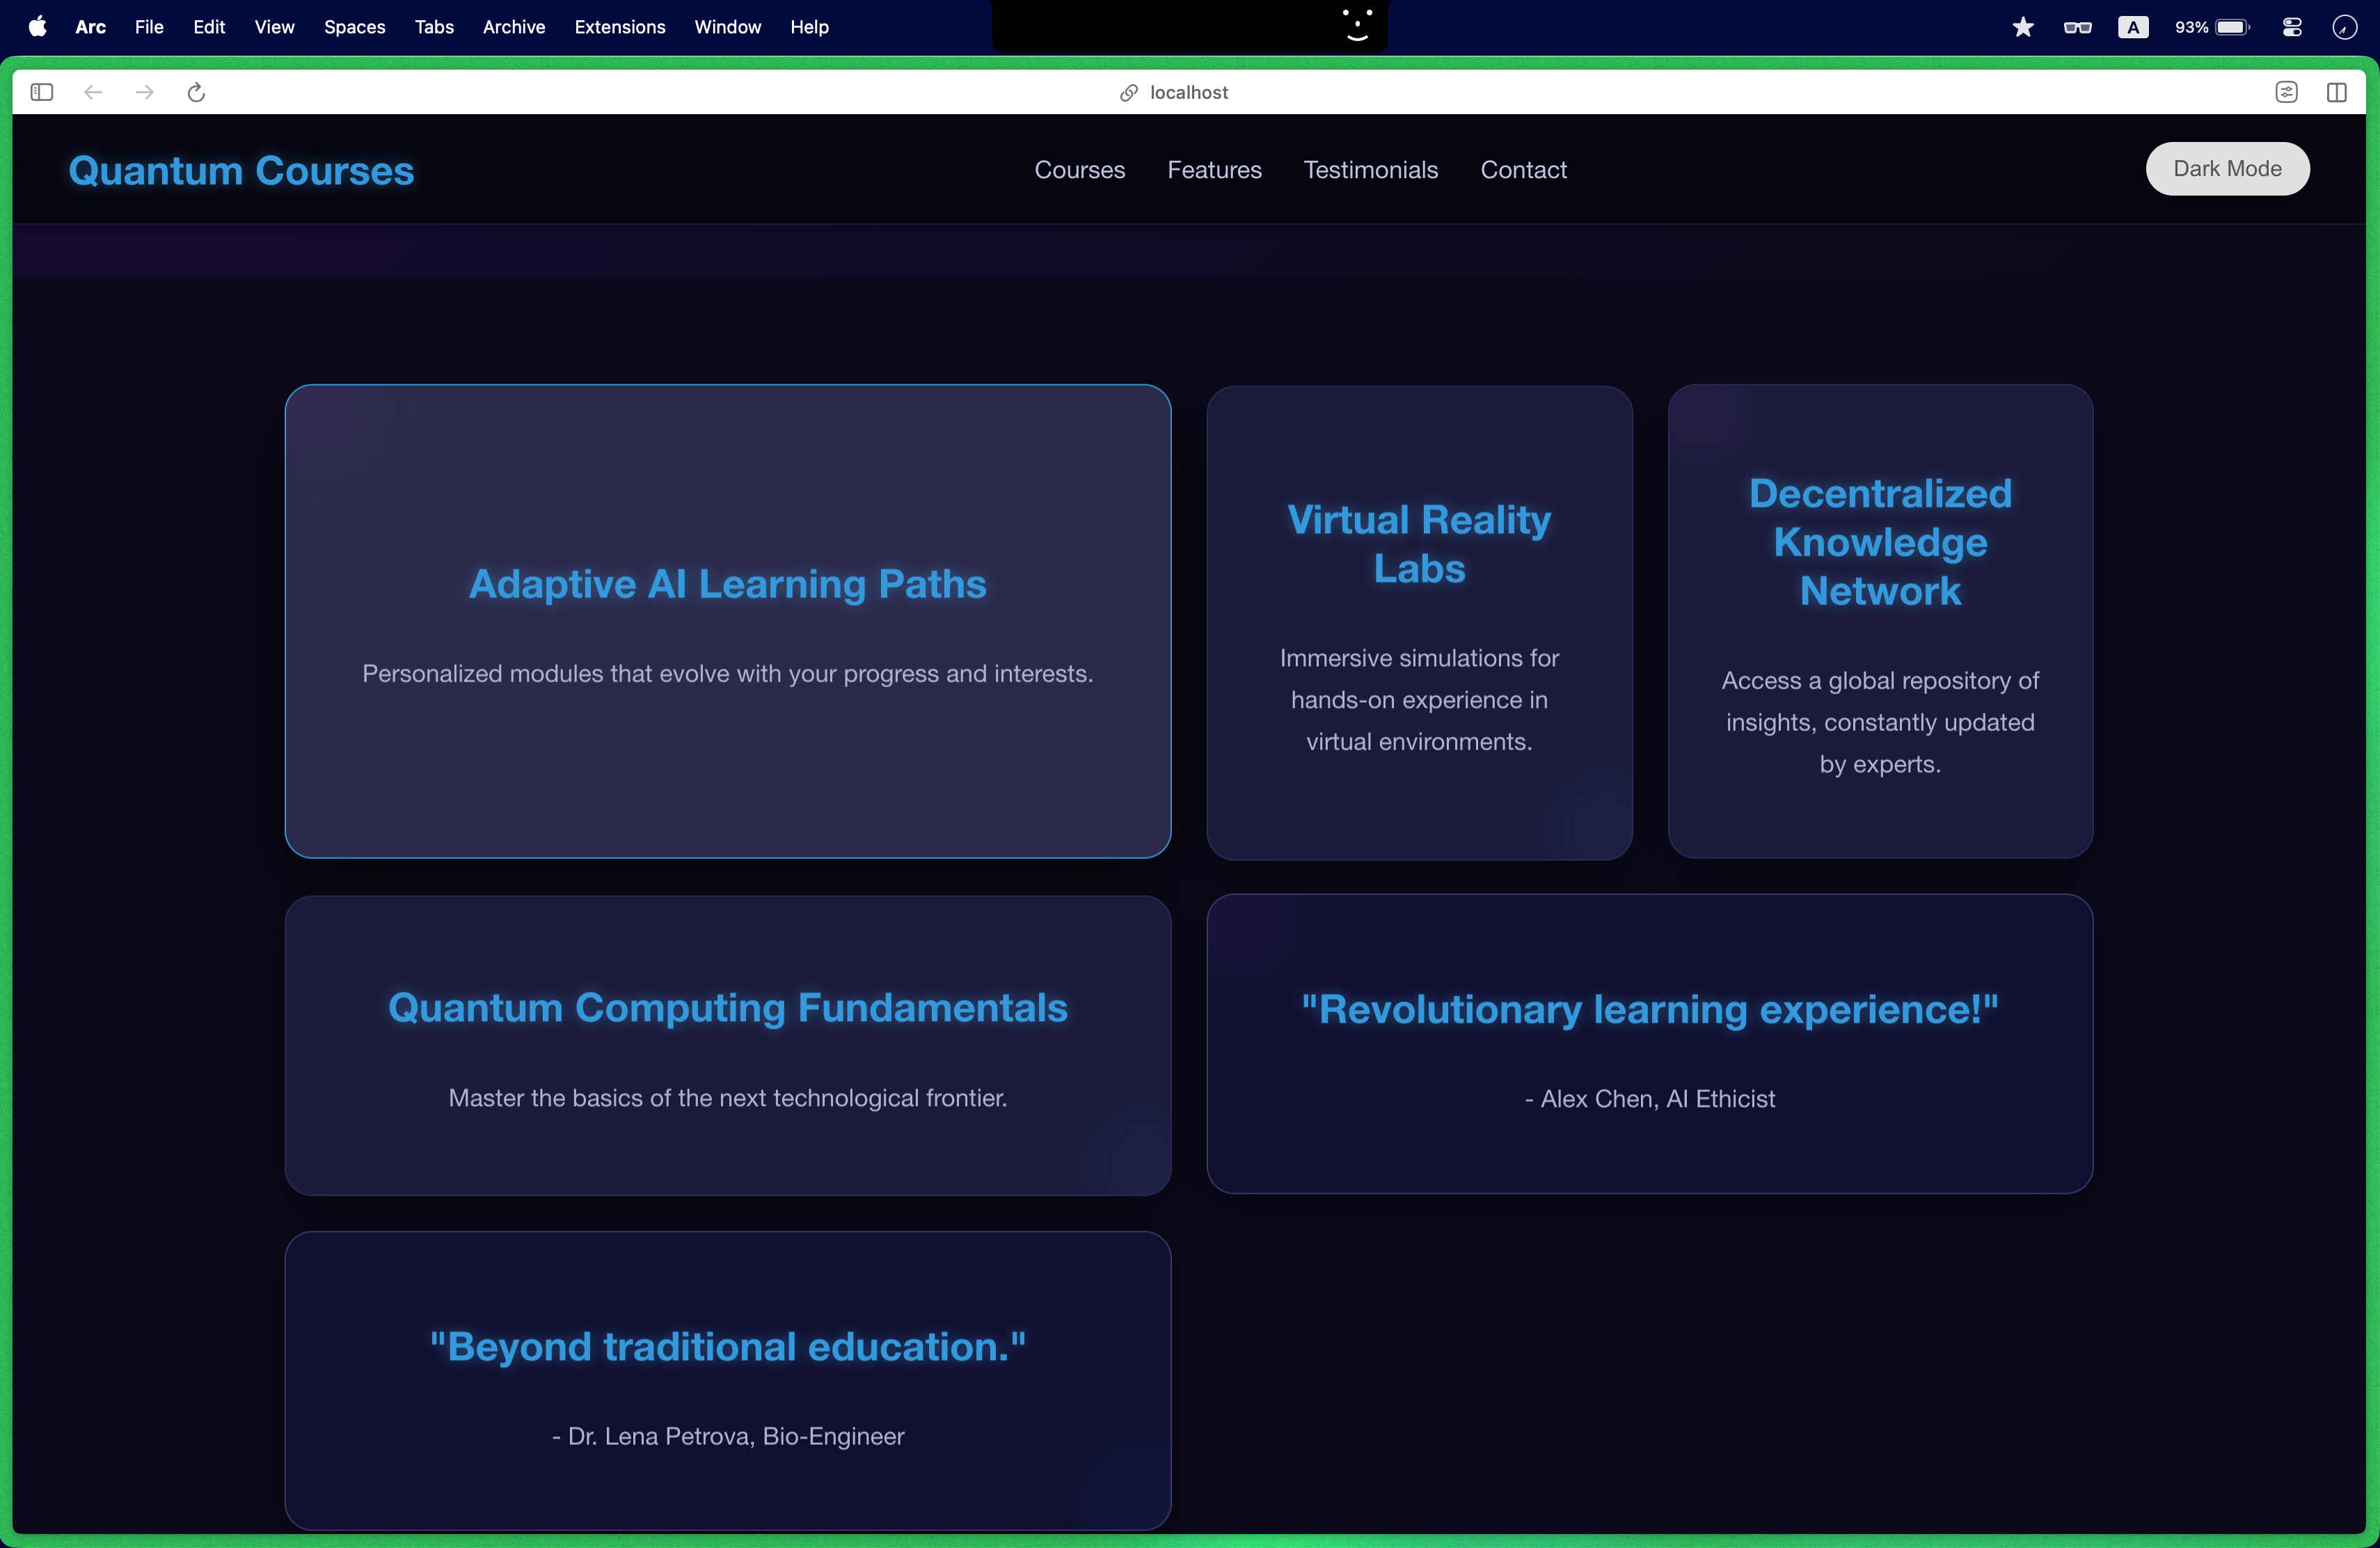 Arc File Edit View Spaces Tabs Archive Extensions Window Help A 93%
localhost
Quantum Courses Courses Features Testimonials Contact Dark Mode
Adaptive AI Learning Paths
Personalized modules that evolve with your progress and interests.
Virtual Reality
Labs
Immersive simulations for
hands-on experience in
virtual environments.
Decentralized
Knowledge
Network
Access a global repository of
insights, constantly updated
by experts.
Quantum Computing Fundamentals
Master the basics of the next technological frontier.
"Revolutionary learning experience!"
- Alex Chen, AI Ethicist
"Beyond traditional education."
- Dr. Lena Petrova, Bio-Engineer